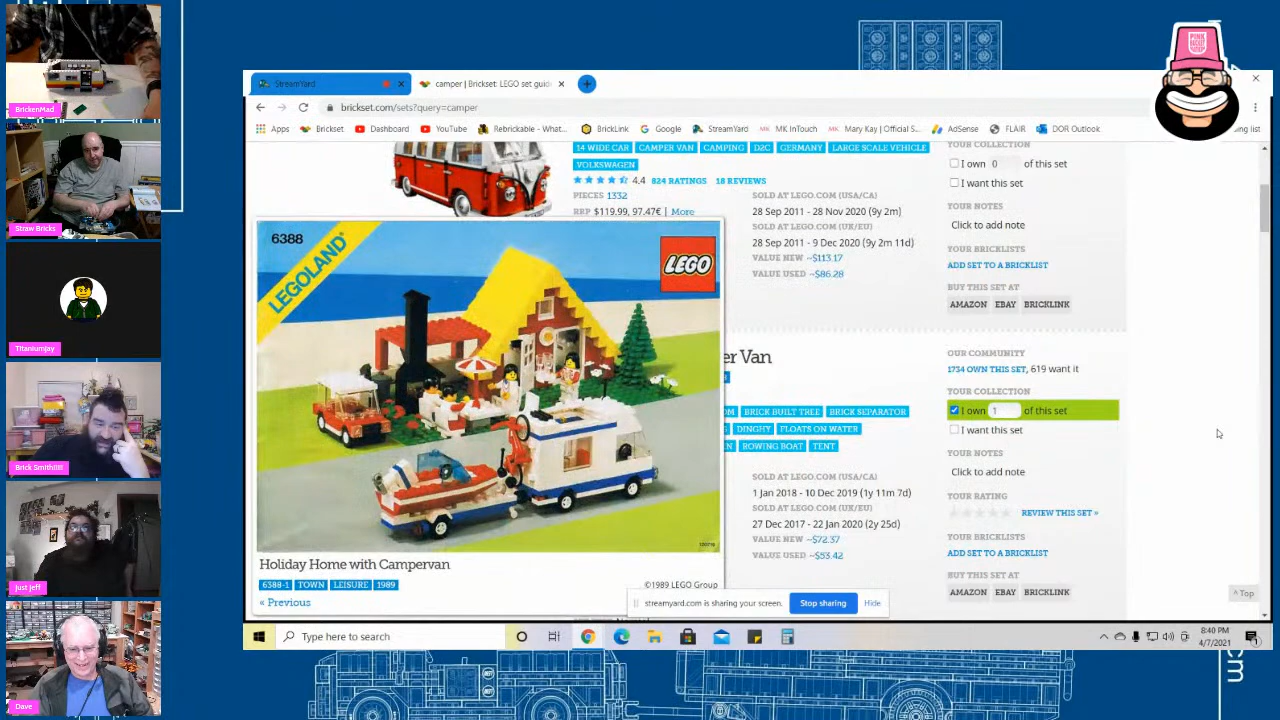 BrickenMad
Straw Bricks
TitaniumJay
Brick Smith!!!!
Just Jeff
Dave
PINK
cm
StreamYard
camper | Brickset: LEGO set guid
brickset.com/sets?query=camper
Apps
Brickset
Dashboard
YouTube
Rebrickable - What...
BrickLink
Google
StreamYard
MK InTouch
Mary Kay | Official S...
AdSense
FLAIR
DOR Outlook
ing list
14 WIDE CAR CAMPER VAN CAMPING D2C GERMANY LARGE SCALE VEHICLE
VOLKSWAGEN
4.4 824 RATINGS 18 REVIEWS
PIECES 1332
RRP $119.99, 97.47€ | More
SOLD AT LEGO.COM (USA/CA)
28 Sep 2011 - 28 Nov 2020 (9y 2m)
SOLD AT LEGO.COM (UK/EU)
28 Sep 2011 - 9 Dec 2020 (9y 2m 11d)
VALUE NEW ~$113.17
VALUE USED ~$86.28
YOUR COLLECTION
I own 0 of this set
I want this set
YOUR NOTES
Click to add note
YOUR BRICKLISTS
ADD SET TO A BRICKLIST
BUY THIS SET AT
AMAZON EBAY BRICKLINK
6388
LEGOLAND
LEGO
Holiday Home with Campervan
6388-1 TOWN LEISURE 1989
©1989 LEGO Group
« Previous
er Van
BRICK BUILT TREE BRICK SEPARATOR
DINGHY FLOATS ON WATER
ROWING BOAT TENT
SOLD AT LEGO.COM (USA/CA)
1 Jan 2018 - 10 Dec 2019 (1y 11m 7d)
SOLD AT LEGO.COM (UK/EU)
27 Dec 2017 - 22 Jan 2020 (2y 25d)
VALUE NEW ~$72.37
VALUE USED ~$53.42
OUR COMMUNITY
1734 OWN THIS SET, 619 want it
YOUR COLLECTION
I own 1 of this set
I want this set
YOUR NOTES
Click to add note
YOUR RATING
REVIEW THIS SET »
YOUR BRICKLISTS
ADD SET TO A BRICKLIST
BUY THIS SET AT
AMAZON EBAY BRICKLINK
^ Top
streamyard.com is sharing your screen. Stop sharing Hide
Type here to search
8:40 PM
4/7/2021